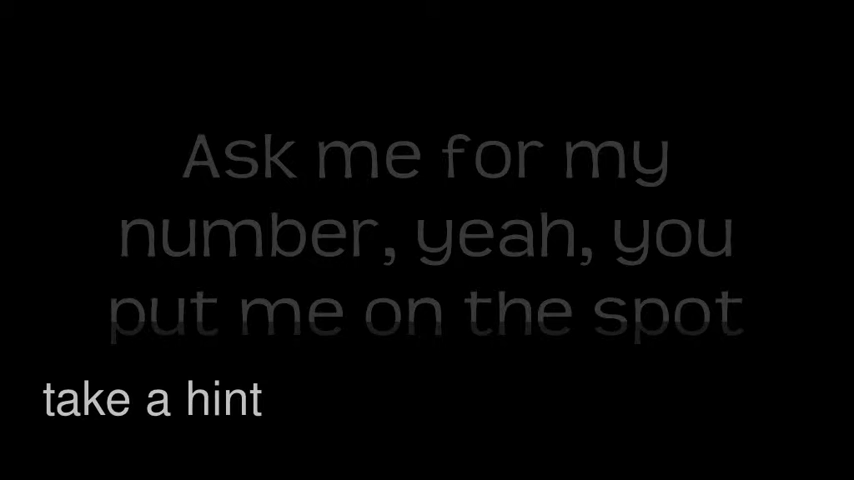 Ask me for my
number, yeah, you
put me on the spot
take a hint